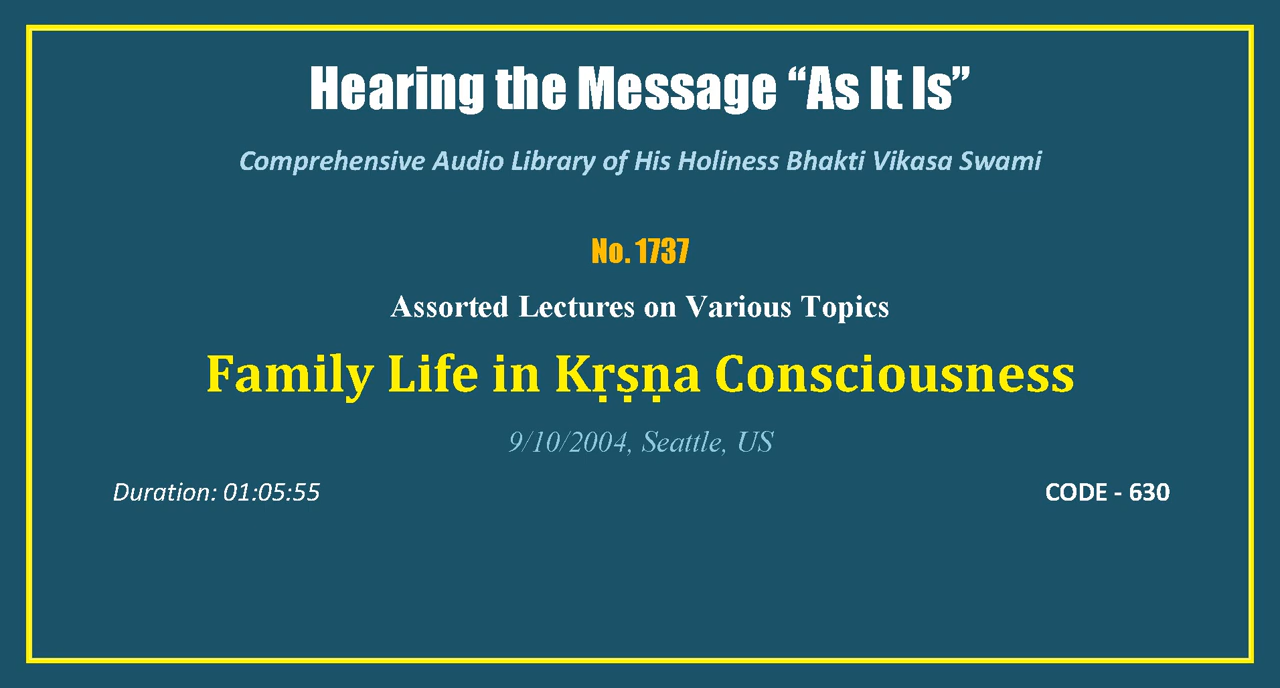 Hearing the Message “As It Is”
Comprehensive Audio Library of His Holiness Bhakti Vikasa Swami
No. 1737
Assorted Lectures on Various Topics
Family Life in Kṛṣṇa Consciousness
9/10/2004, Seattle, US
Duration: 01:05:55 CODE - 630